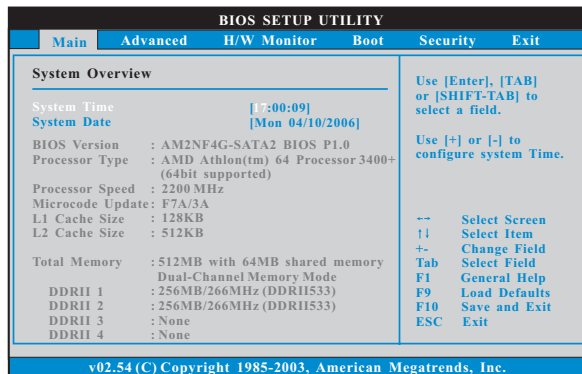 BIOS SETUP UTILITY
Main Advanced H/W Monitor Boot Security Exit
System Overview
System Time [17:00:09]
System Date [Mon 04/10/2006]
BIOS Version : AM2NF4G-SATA2 BIOS P1.0
Processor Type : AMD Athlon(tm) 64 Processor 3400+
(64bit supported)
Processor Speed : 2200 MHz
Microcode Update : F7A/3A
L1 Cache Size : 128KB
L2 Cache Size : 512KB
Total Memory : 512MB with 64MB shared memory
Dual-Channel Memory Mode
DDRII 1 : 256MB/266MHz (DDRII533)
DDRII 2 : 256MB/266MHz (DDRII533)
DDRII 3 : None
DDRII 4 : None
Use [Enter], [TAB]
or [SHIFT-TAB] to
select a field.
Use [+] or [-] to
configure system Time.
←→ Select Screen
↑↓ Select Item
+- Change Field
Tab Select Field
F1 General Help
F9 Load Defaults
F10 Save and Exit
ESC Exit
v02.54 (C) Copyright 1985-2003, American Megatrends, Inc.